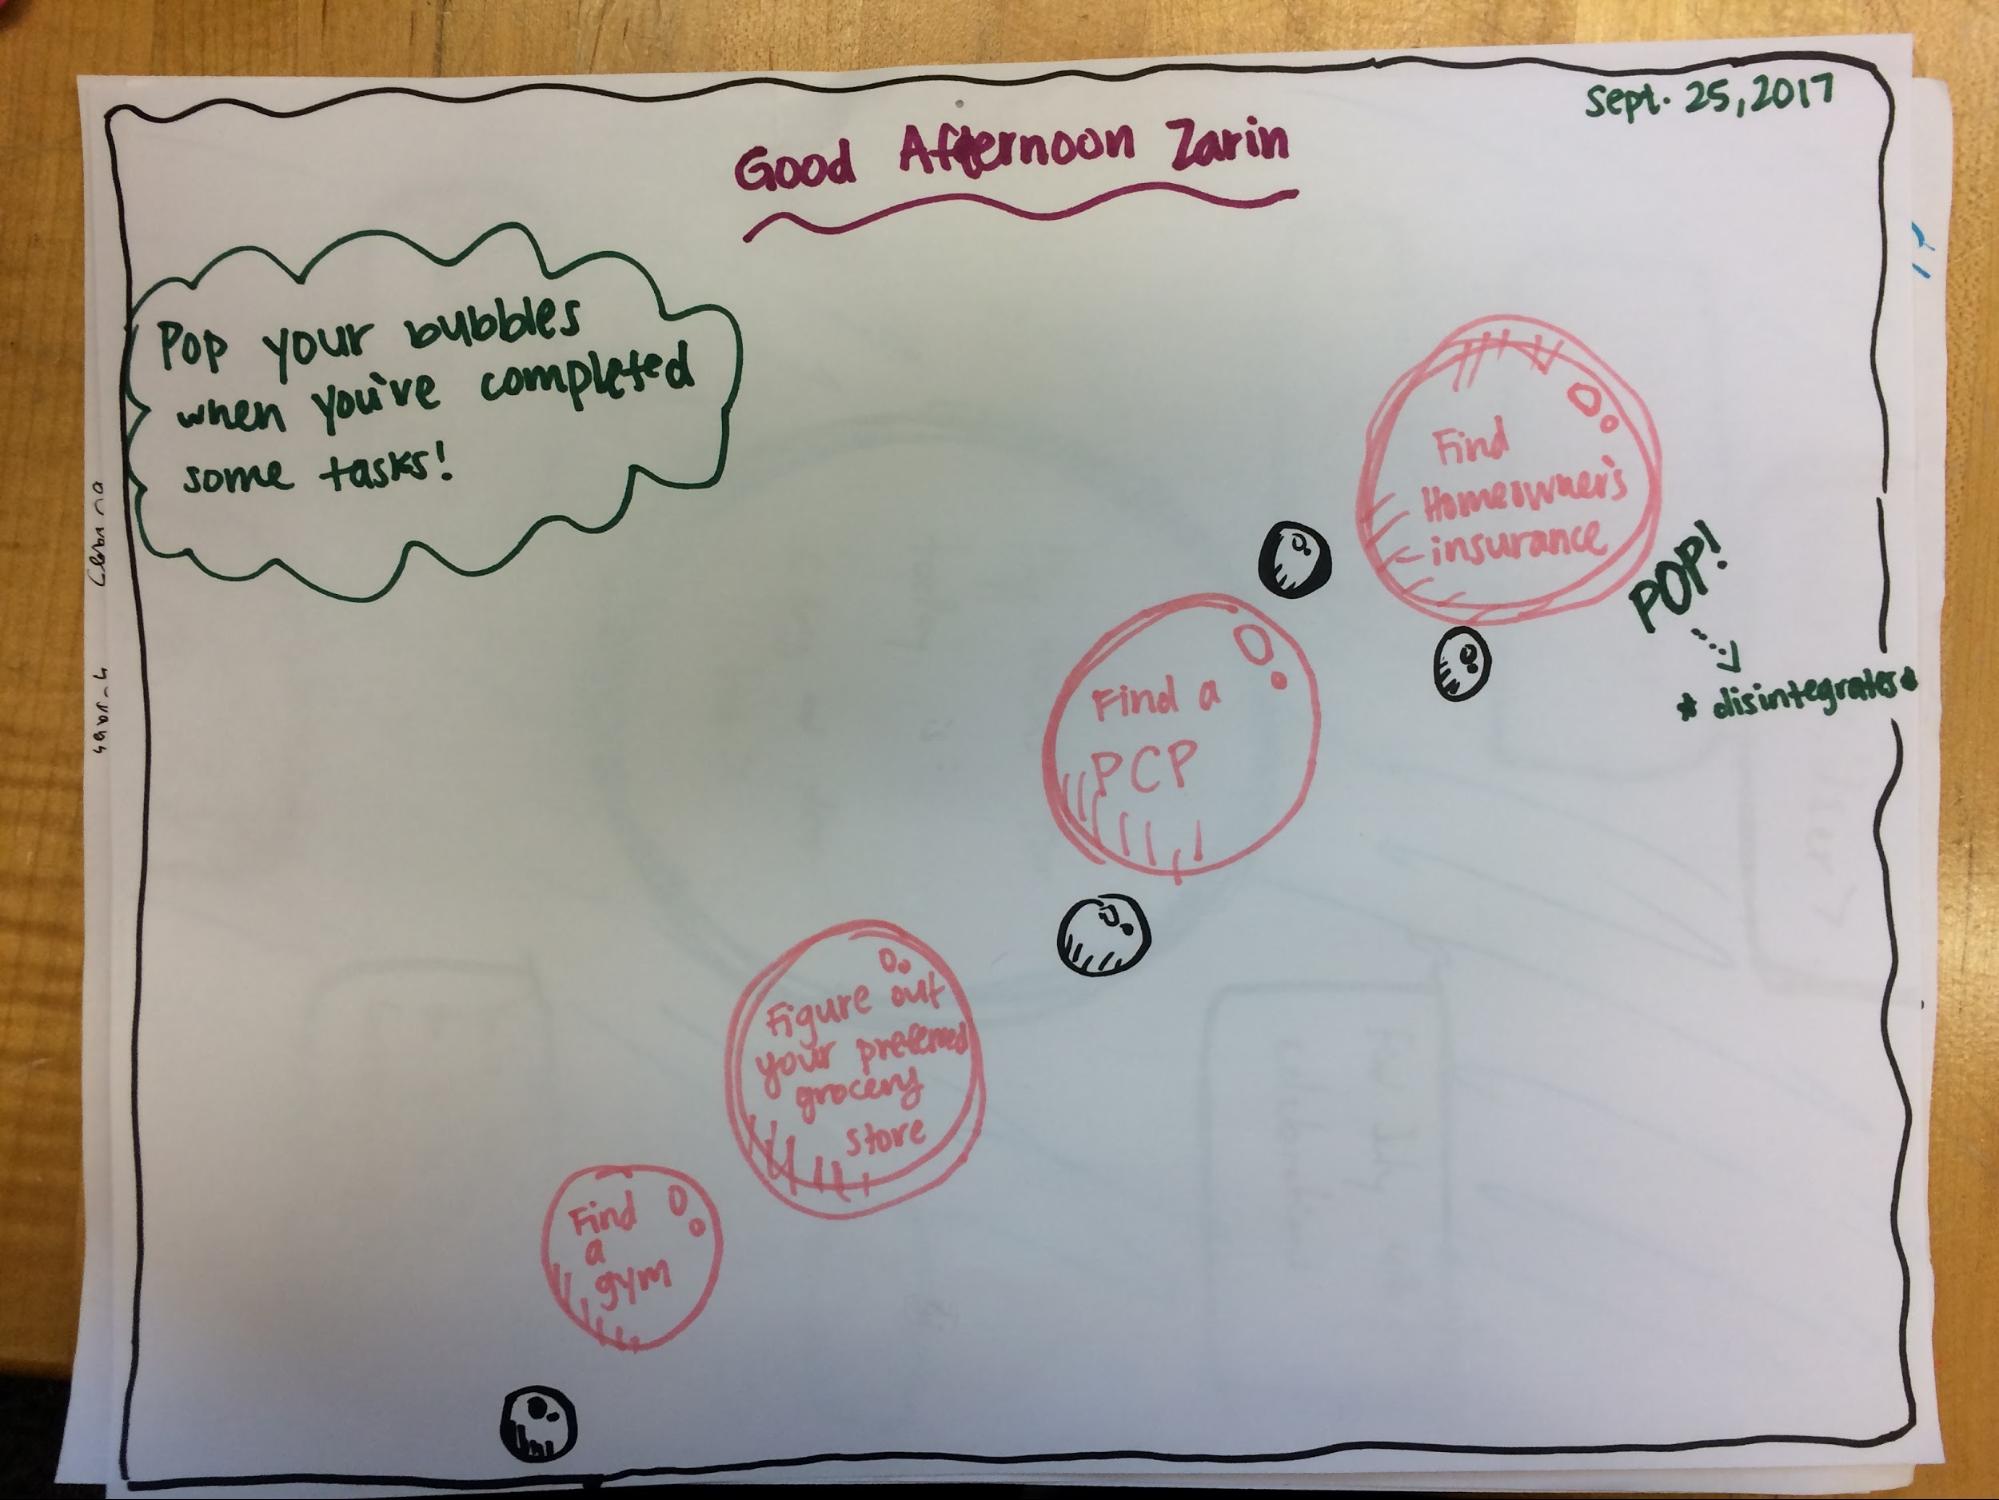 Sept. 25, 2017
Good Afternoon Zarin
Pop your bubbles
when you've completed
some tasks!
Find
Homeowner's
insurance
POP!
* disintegrates *
Find a
PCP
Figure out
your preferred
grocery
store
Find
a
gym